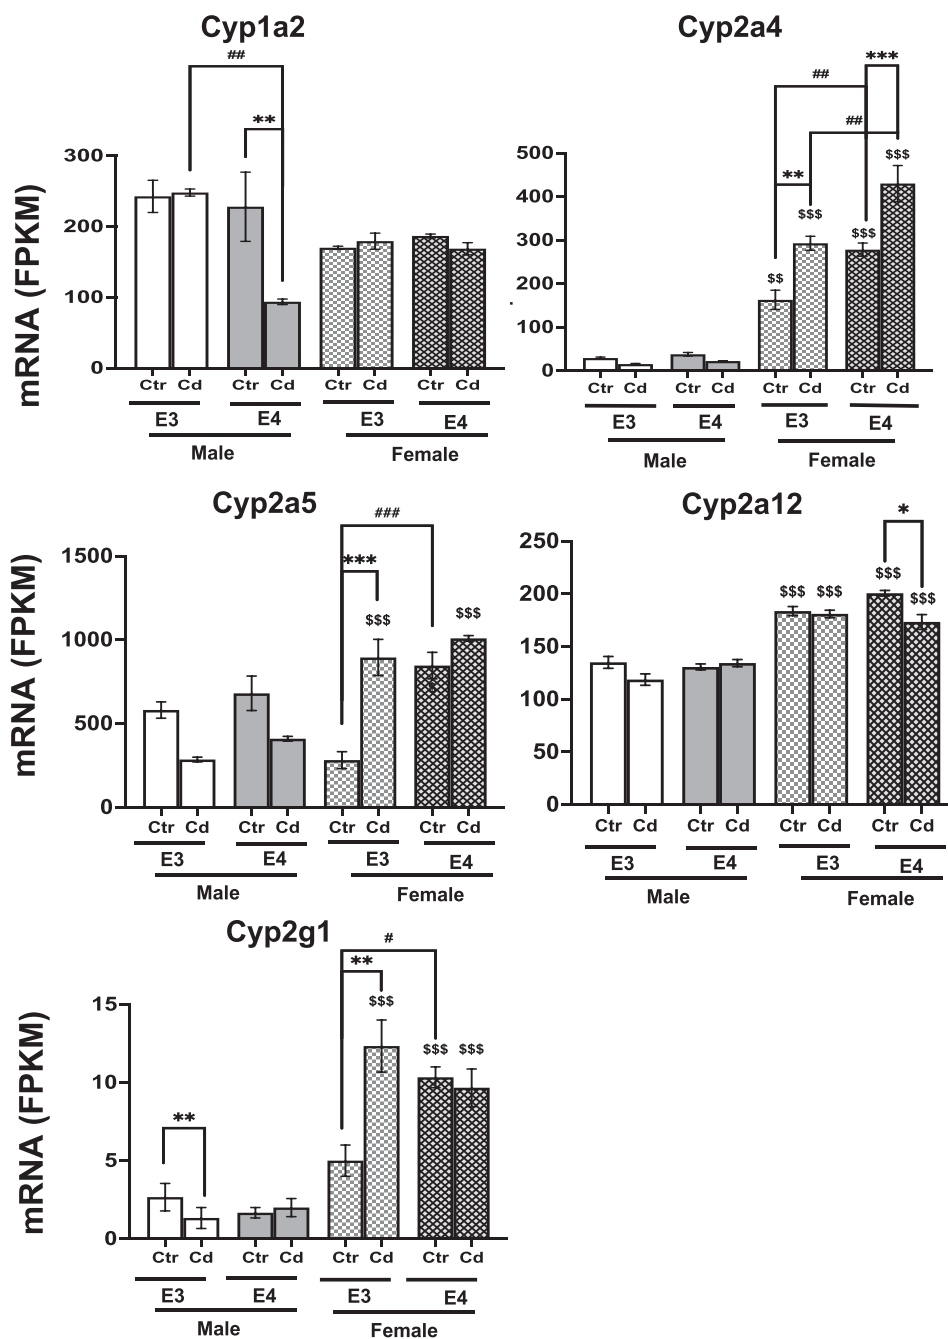 Cyp1a2
##
**
mRNA (FPKM)
300
200
100
0
Ctr Cd Ctr Cd Ctr Cd Ctr Cd
E3 E4 E3 E4
Male Female
Cyp2a4
***
##
##
**
500
400
300
200
100
0
$$ $$$ $$$ $$$
Ctr Cd Ctr Cd Ctr Cd Ctr Cd
E3 E4 E3 E4
Male Female
Cyp2a5
###
***
$$$ $$$
mRNA (FPKM)
1500
1000
500
0
Ctr Cd Ctr Cd Ctr Cd Ctr Cd
E3 E4 E3 E4
Male Female
Cyp2a12
*
$$$ $$$ $$$ $$$
250
200
150
100
50
0
Ctr Cd Ctr Cd Ctr Cd Ctr Cd
E3 E4 E3 E4
Male Female
Cyp2g1
#
**
$$$
$$$ $$$
**
mRNA (FPKM)
15
10
5
0
Ctr Cd Ctr Cd Ctr Cd Ctr Cd
E3 E4 E3 E4
Male Female